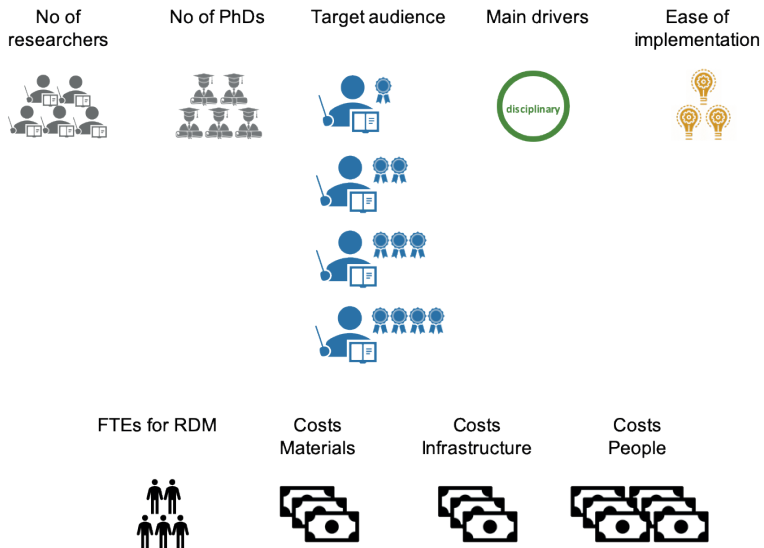 No of
researchers
No of PhDs
Target audience
Main drivers
Ease of
implementation
disciplinary
FTEs for RDM
Costs
Materials
Costs
Infrastructure
Costs
People